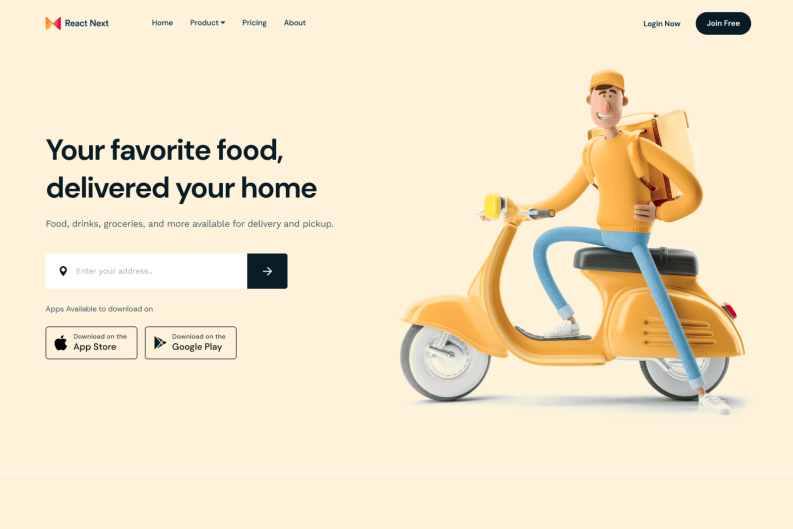 React Next
Home
Product
Pricing
About
Login Now
Join Free
Your favorite food,
delivered your home
Food, drinks, groceries, and more available for delivery and pickup.
Enter your address..
Apps Available to download on
Download on the
App Store
Download on the
Google Play